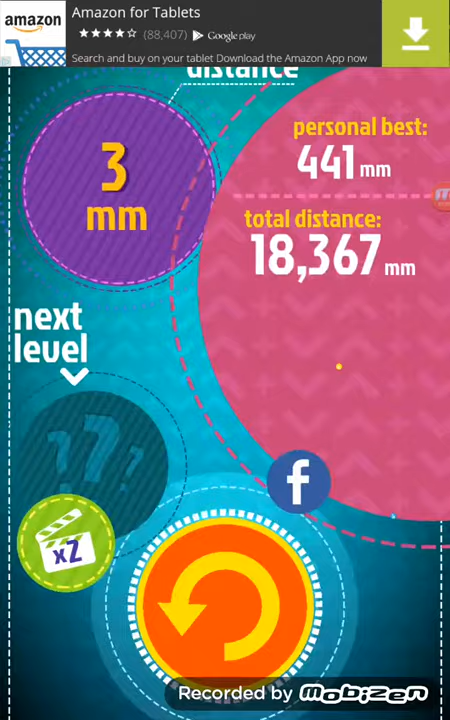 amazon
Amazon for Tablets
(88,407) Google play
Search and buy on your tablet Download the Amazon App now
distance
3
mm
personal best:
441 mm
total distance:
18,367 mm
next
level
???
f
x2
Recorded by mobizen